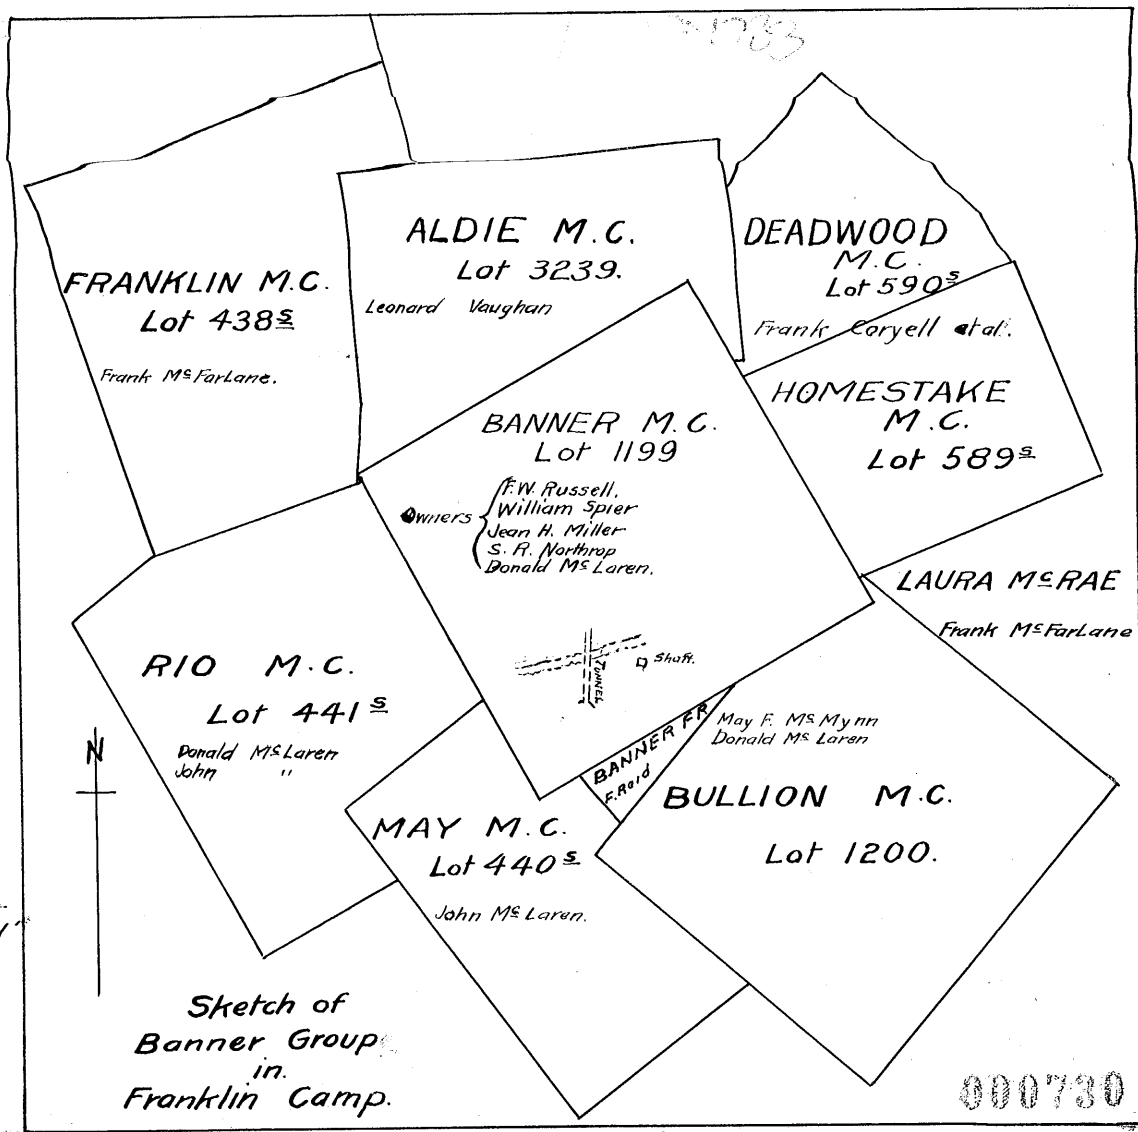 1783
FRANKLIN M.C.
Lot 438s
Frank McFarlane.
ALDIE M.C.
Lot 3239.
Leonard Vaughan
DEADWOOD
M.C.
Lot 590s
Frank Coryell et al.
HOMESTAKE
M.C.
Lot 589s
BANNER M.C.
Lot 1199
Owners
F.W. Russell,
William Spier
Jean H. Miller
S. R. Northrop
Donald McLaren.
TUNNEL
Shaft.
LAURA McRAE
Frank McFarlane
RIO M.C.
Lot 441s
Donald McLaren
John "
N
BANNER FR
F. Reid
May F. McMynn
Donald McLaren
BULLION M.C.
Lot 1200.
MAY M.C.
Lot 440s
John McLaren.
Sketch of
Banner Group
in.
Franklin Camp.
000730